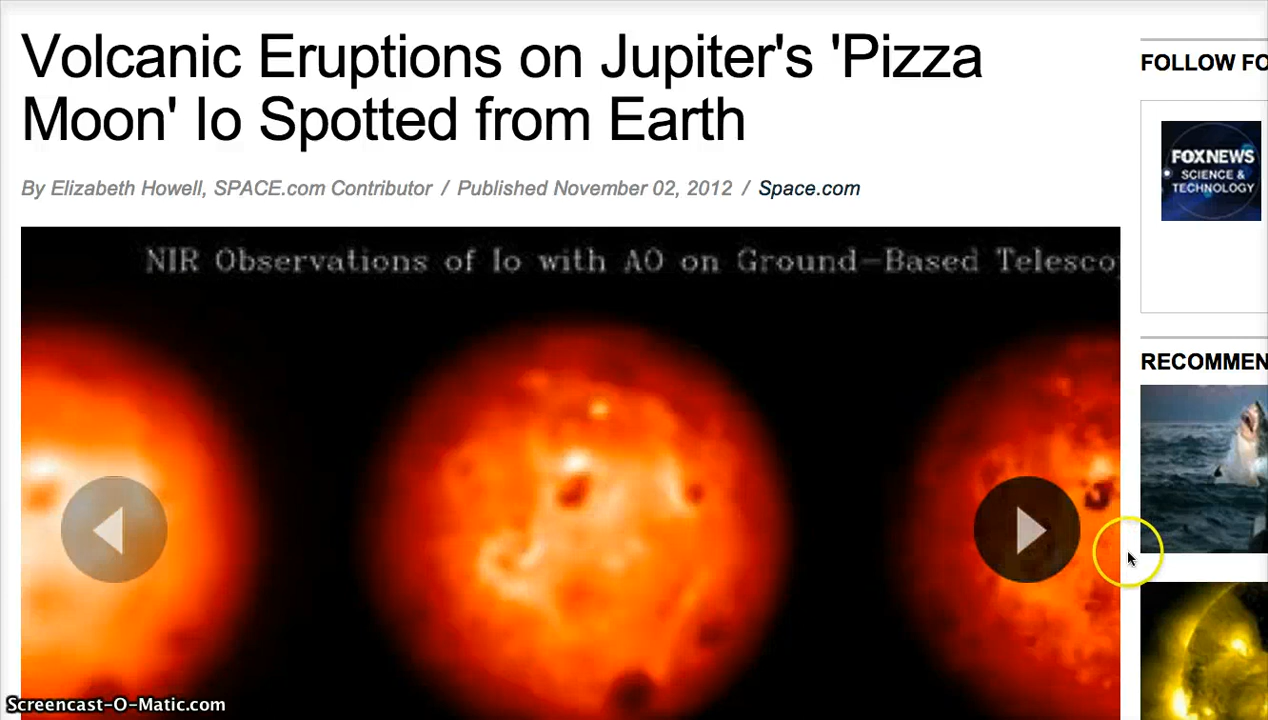 Volcanic Eruptions on Jupiter's 'Pizza
Moon' Io Spotted from Earth
By Elizabeth Howell, SPACE.com Contributor / Published November 02, 2012 / Space.com
FOLLOW FO
FOX NEWS
SCIENCE &
TECHNOLOGY
NIR Observations of Io with AO on Ground-Based Telesco
RECOMMEN
Screencast-O-Matic.com